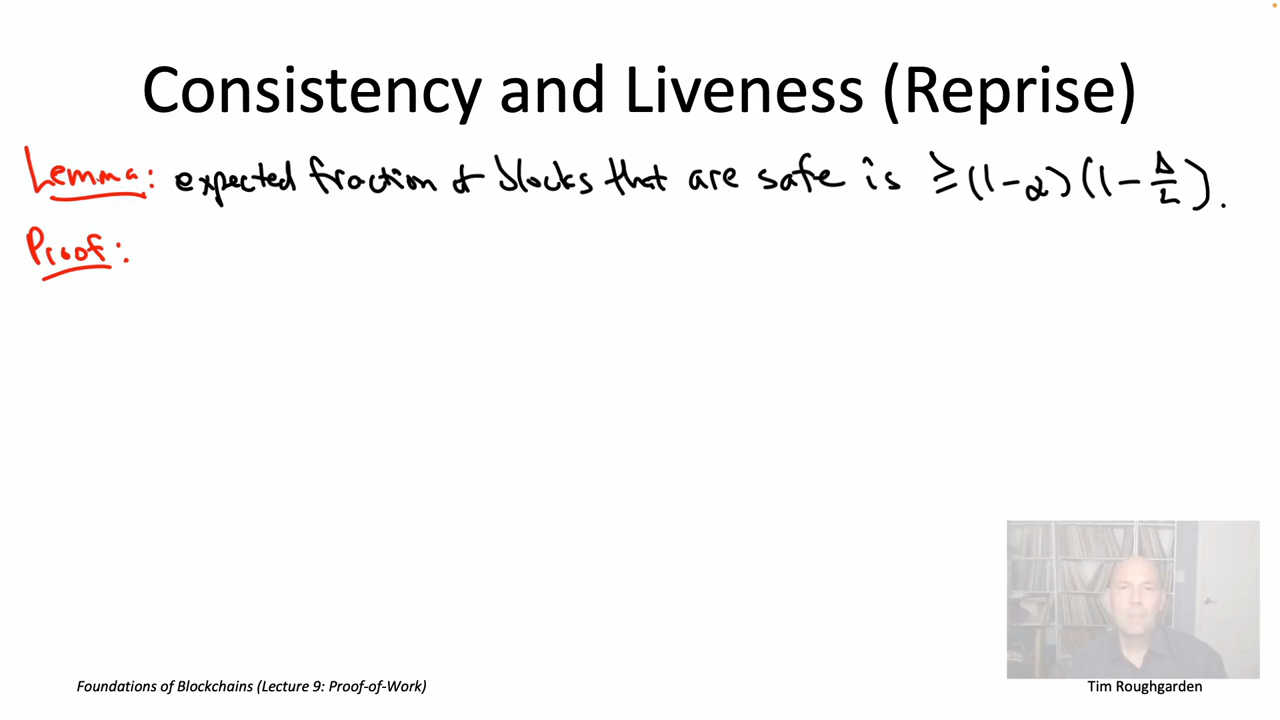 Consistency and Liveness (Reprise)
Lemma: expected fraction of blocks that are safe is ≥ (1-α)(1-Δ/L).
Proof:
Foundations of Blockchains (Lecture 9: Proof-of-Work)
Tim Roughgarden